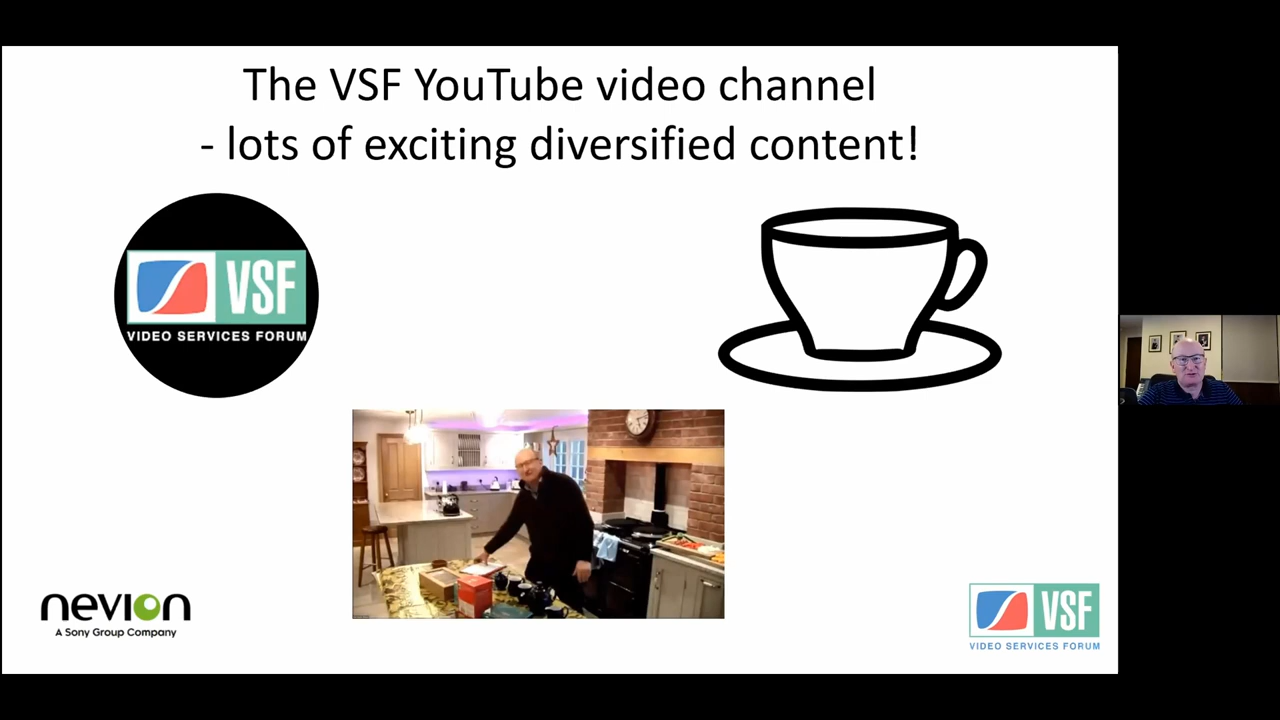 The VSF YouTube video channel
- lots of exciting diversified content!
VSF
VIDEO SERVICES FORUM
nevion
A Sony Group Company
VSF
VIDEO SERVICES FORUM